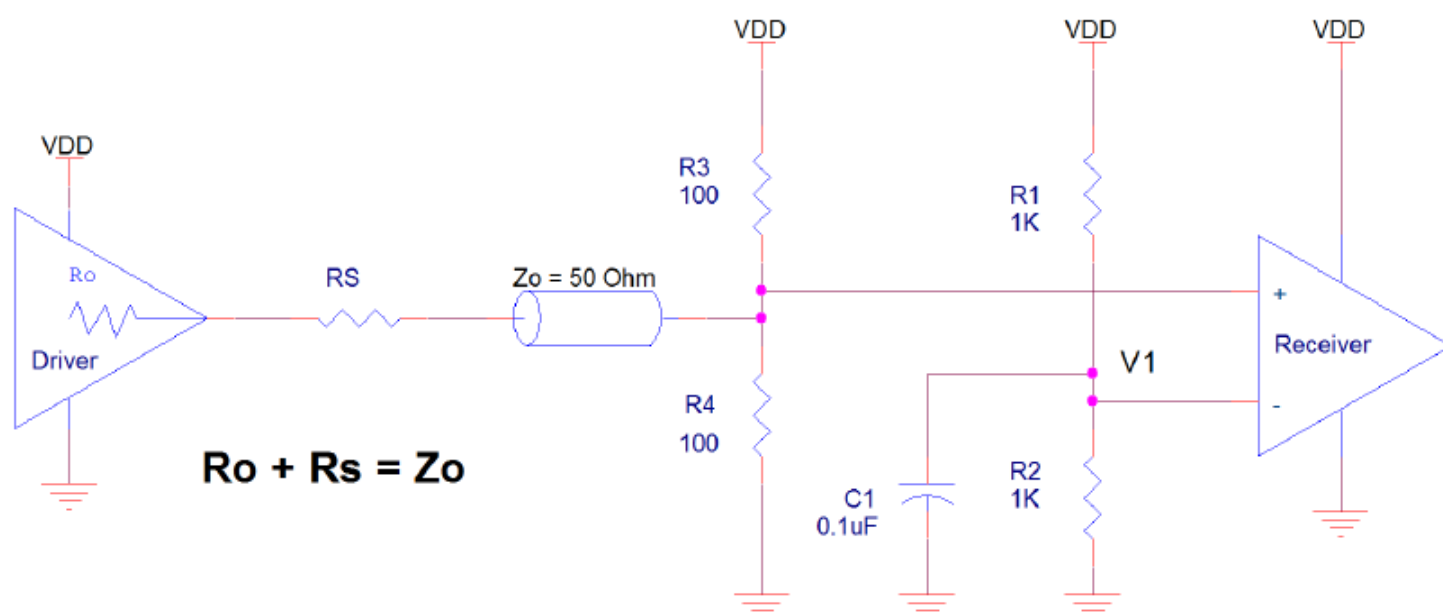 VDD
VDD
VDD
VDD
R3
100
R1
1K
Ro
RS
Zo = 50 Ohm
+
Driver
Receiver
V1
R4
100
-
Ro + Rs = Zo
C1
0.1uF
R2
1K